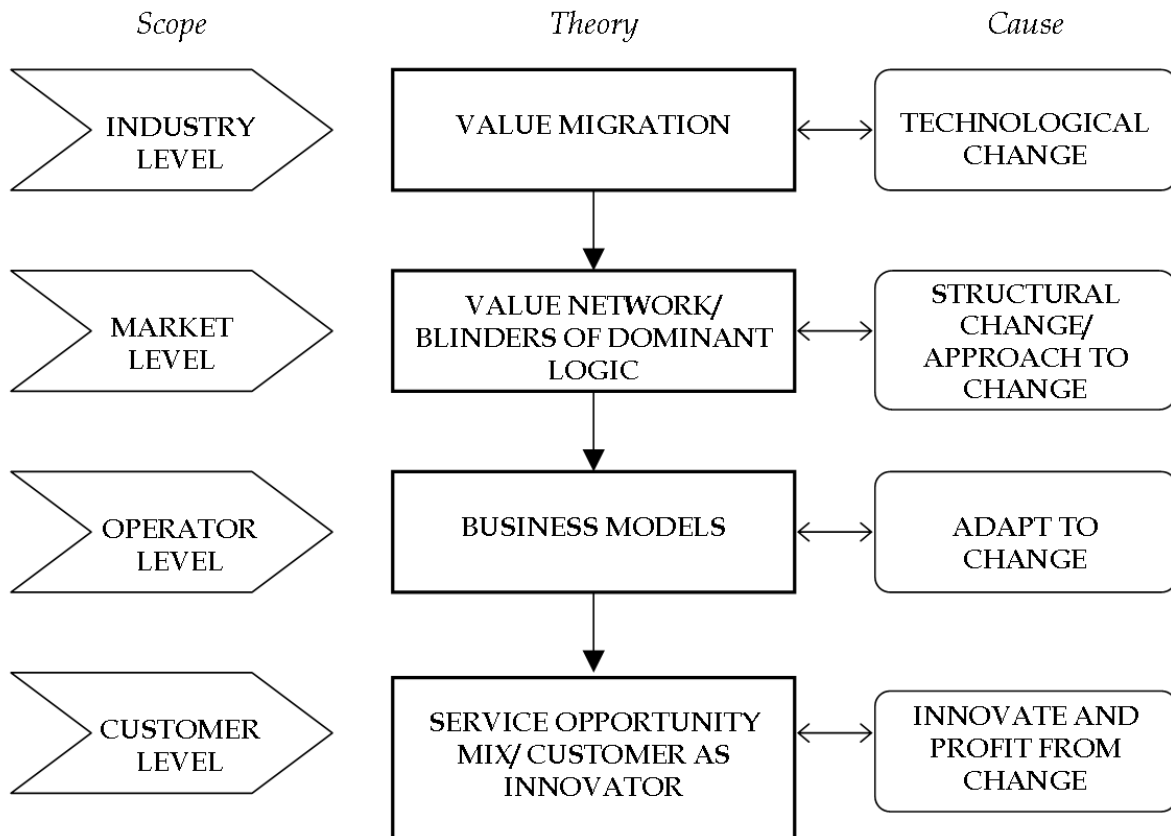 Scope
Theory
Cause
INDUSTRY
LEVEL
VALUE MIGRATION
TECHNOLOGICAL
CHANGE
MARKET
LEVEL
VALUE NETWORK/
BLINDERS OF DOMINANT
LOGIC
STRUCTURAL
CHANGE/
APPROACH TO
CHANGE
OPERATOR
LEVEL
BUSINESS MODELS
ADAPT TO
CHANGE
CUSTOMER
LEVEL
SERVICE OPPORTUNITY
MIX/ CUSTOMER AS
INNOVATOR
INNOVATE AND
PROFIT FROM
CHANGE